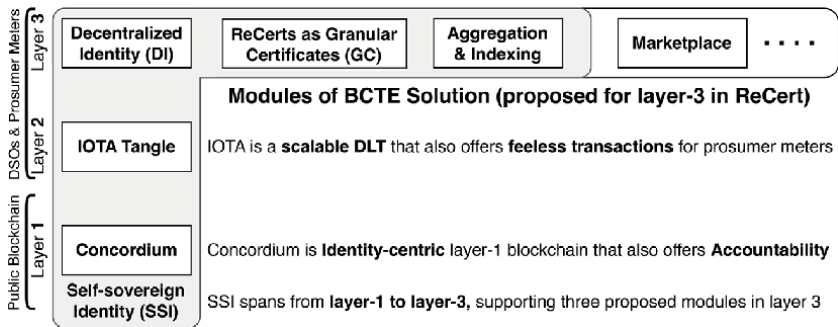 DSOs & Prosumer Meters
Layer 3
Decentralized
Identity (DI)
ReCerts as Granular
Certificates (GC)
Aggregation
& Indexing
Marketplace
....
Modules of BCTE Solution (proposed for layer-3 in ReCert)
Layer 2
IOTA Tangle
IOTA is a scalable DLT that also offers feeless transactions for prosumer meters
Public Blockchain
Layer 1
Concordium
Concordium is Identity-centric layer-1 blockchain that also offers Accountability
Self-sovereign
Identity (SSI)
SSI spans from layer-1 to layer-3, supporting three proposed modules in layer 3